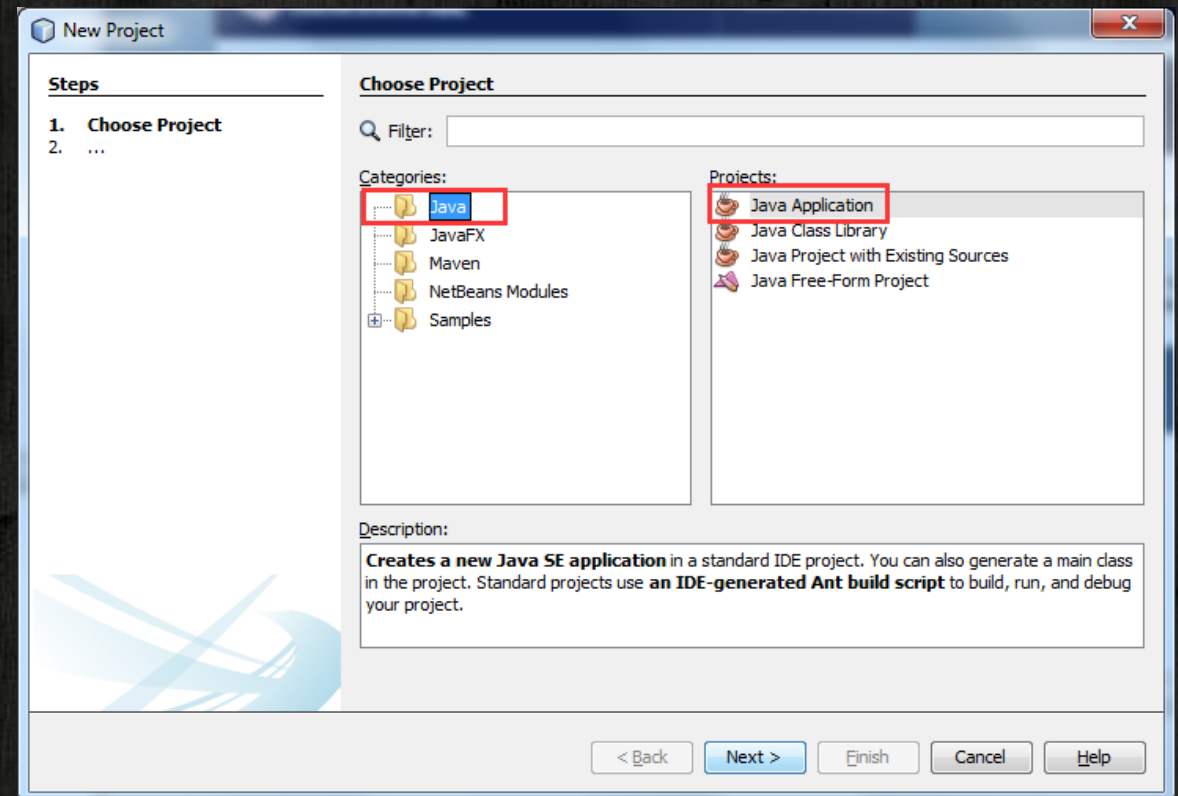 New Project
Steps
1. Choose Project
2. ...
Choose Project
Filter:
Categories:
Java
JavaFX
Maven
NetBeans Modules
Samples
Projects:
Java Application
Java Class Library
Java Project with Existing Sources
Java Free-Form Project
Description:
Creates a new Java SE application in a standard IDE project. You can also generate a main class
in the project. Standard projects use an IDE-generated Ant build script to build, run, and debug
your project.
< Back
Next >
Finish
Cancel
Help